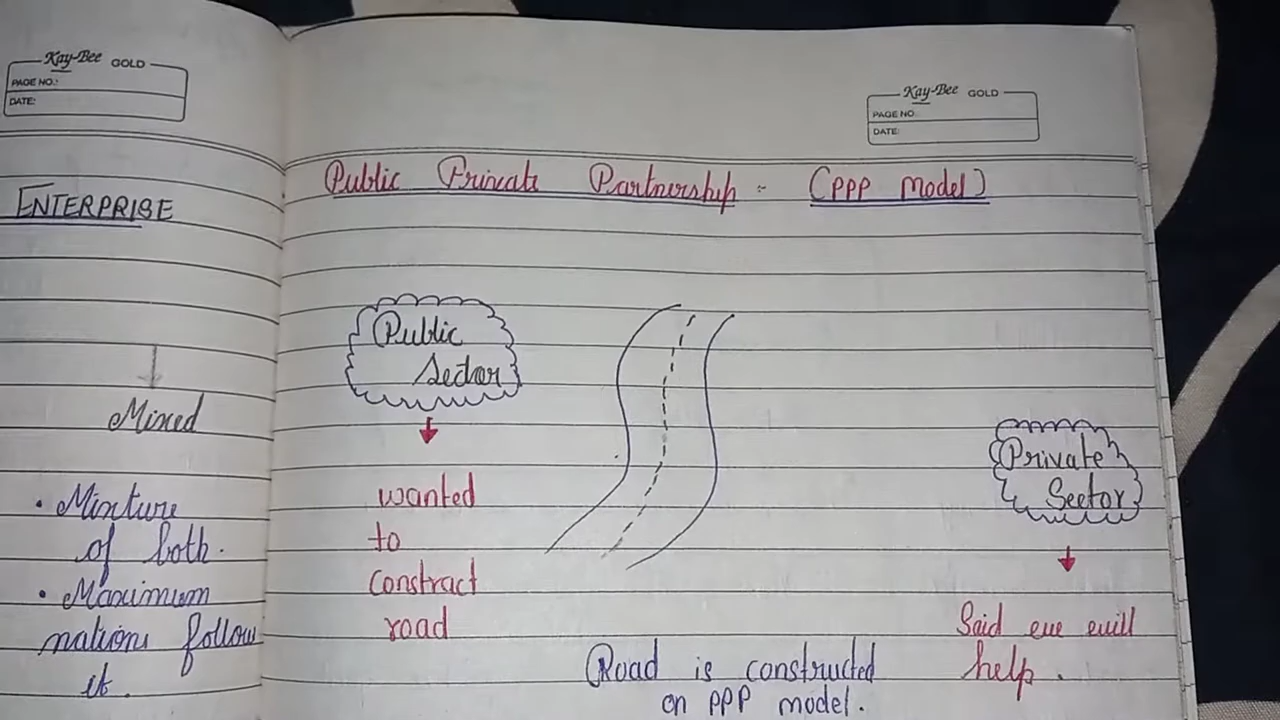 Kay-Bee GOLD
PAGE NO.:
DATE:
ENTERPRISE
Mixed
• Mixture
of both.
• Maximum
nations follow
it.
Kay-Bee GOLD
PAGE NO.
DATE:
Public Private Partnership :- (PPP Model)
Public
Sector
wanted
to
constract
road
Private
Sector
Said we will
help.
Road is constructed
on PPP model.